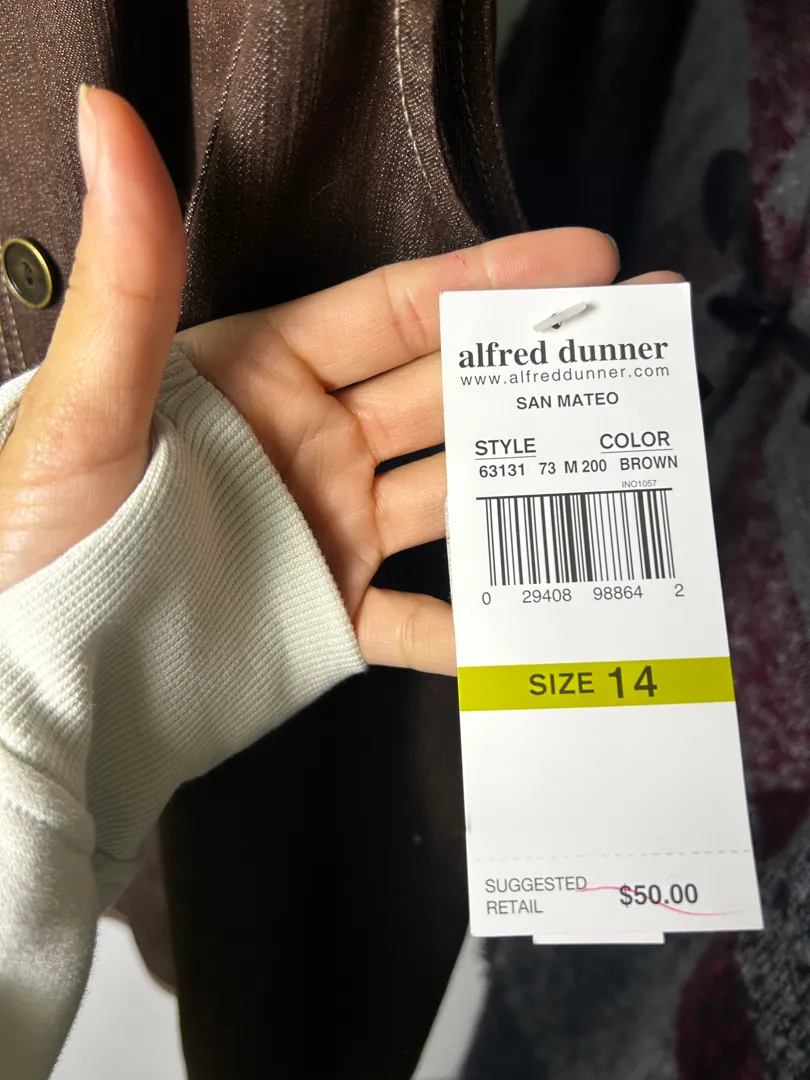 alfred dunner
www.alfreddunner.com
SAN MATEO
STYLE COLOR
63131 73 M 200 BROWN
INO1057
0 29408 98864 2
SIZE 14
SUGGESTED
RETAIL $50.00